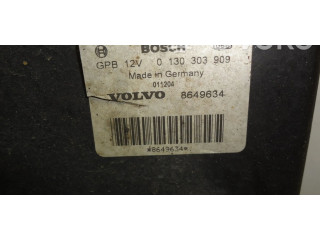 BOSCH
GPB 12V 0 130 303 909
Made in Germany
011204
VOLVO 8649634
*8649634*